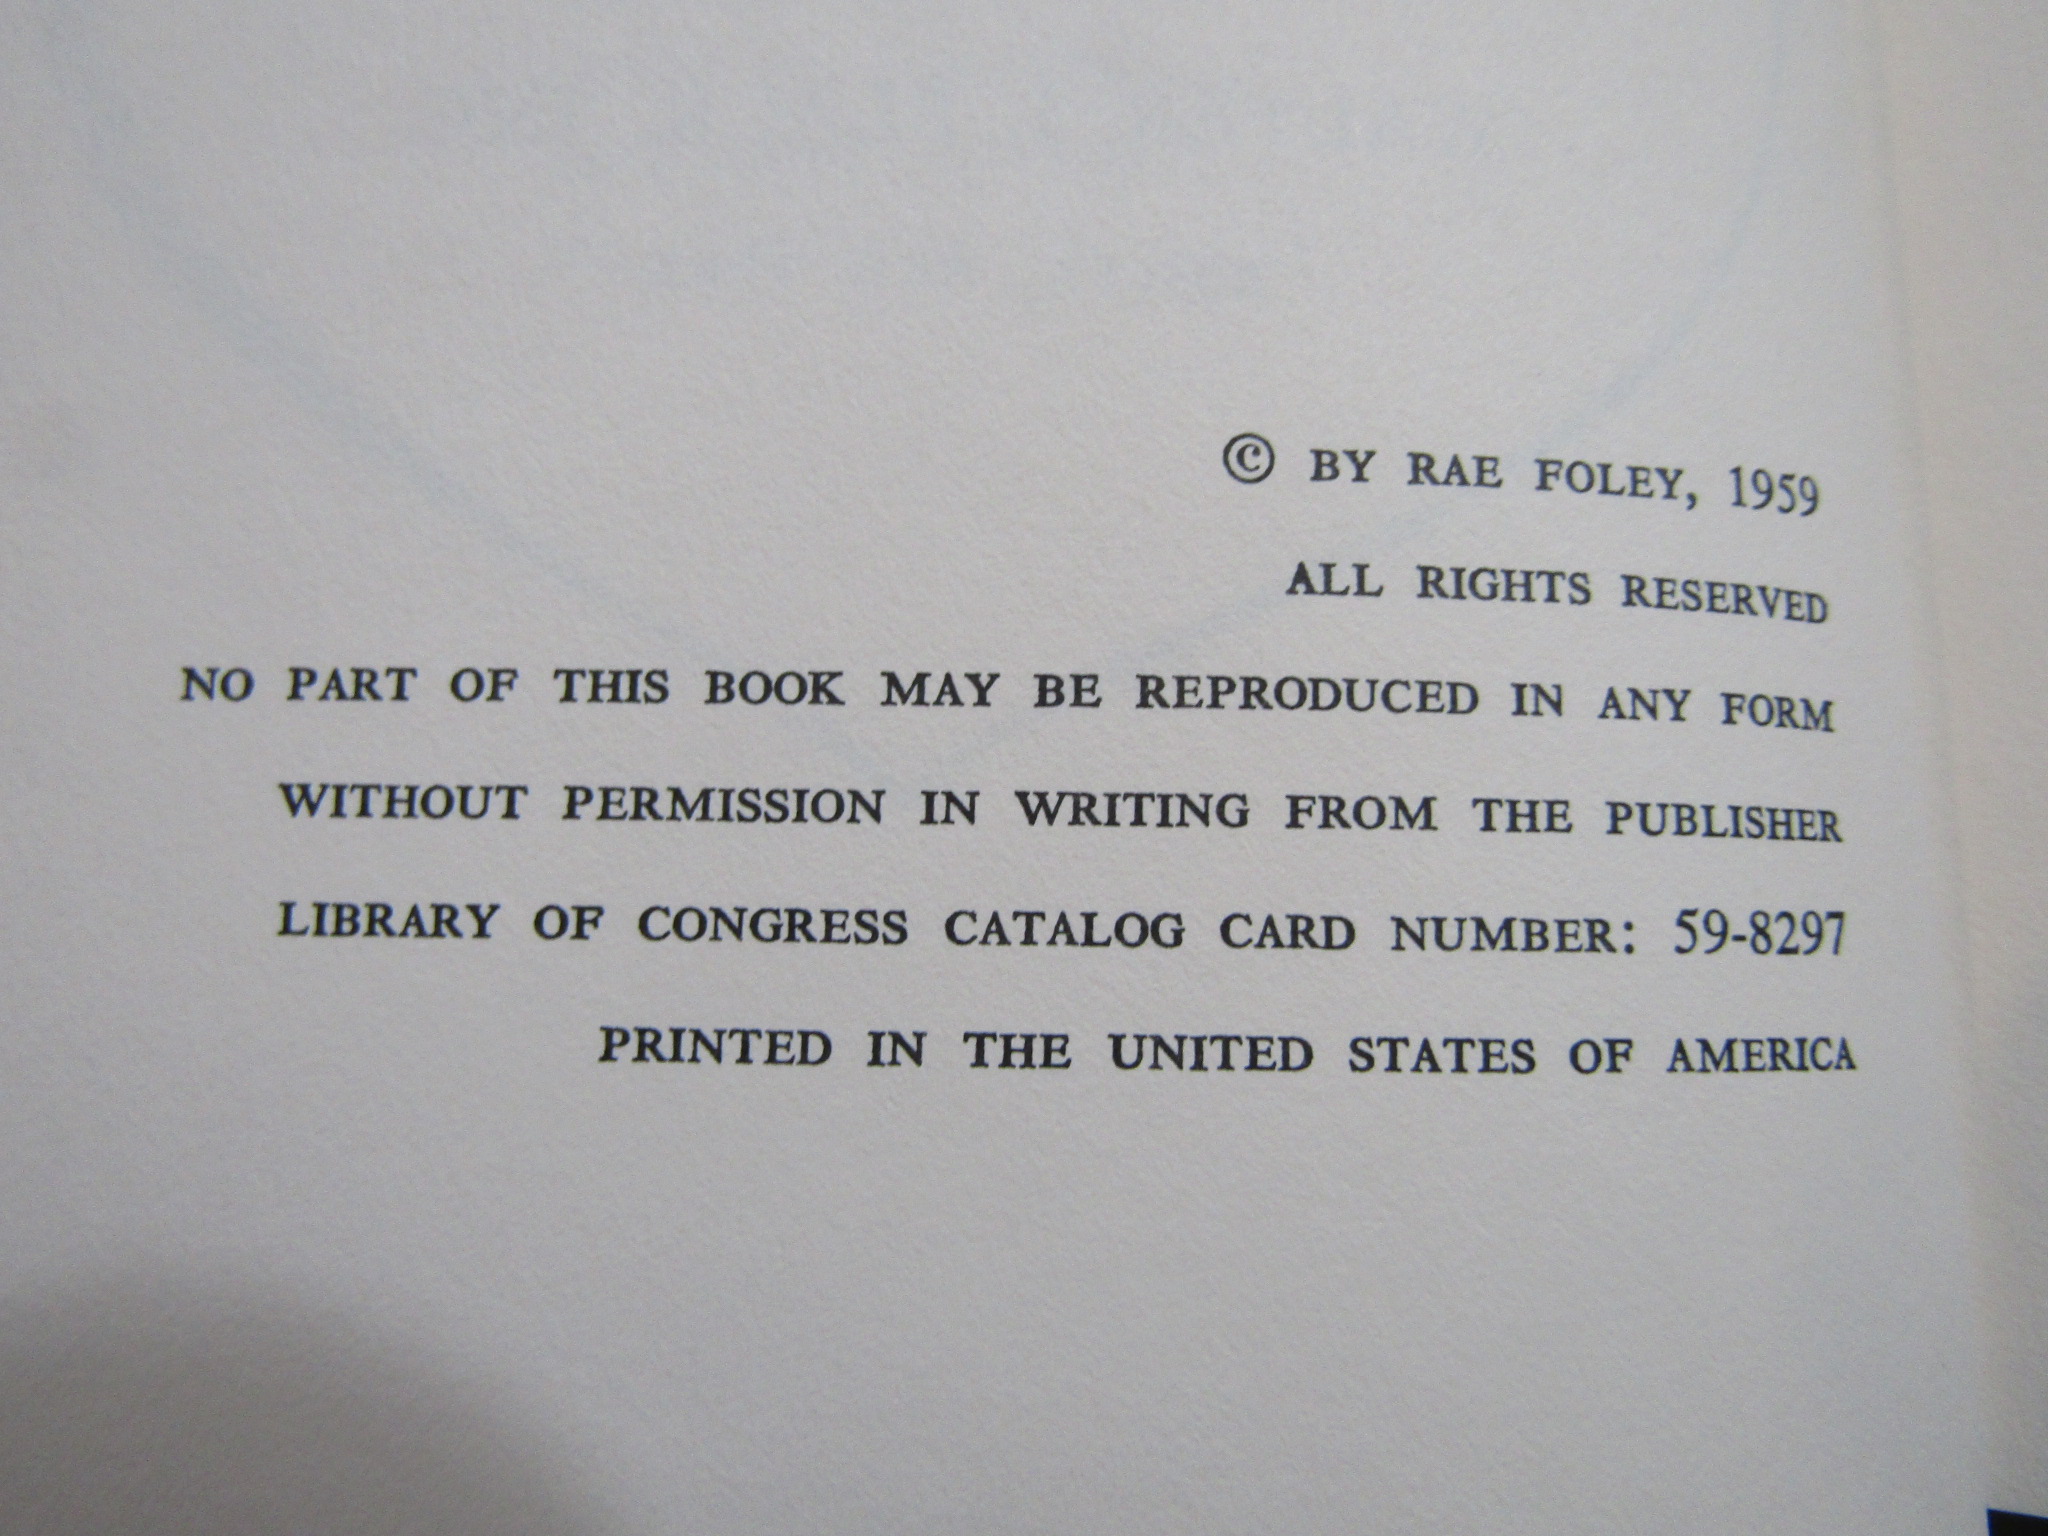 © BY RAE FOLEY, 1959
ALL RIGHTS RESERVED
NO PART OF THIS BOOK MAY BE REPRODUCED IN ANY FORM
WITHOUT PERMISSION IN WRITING FROM THE PUBLISHER
LIBRARY OF CONGRESS CATALOG CARD NUMBER: 59-8297
PRINTED IN THE UNITED STATES OF AMERICA